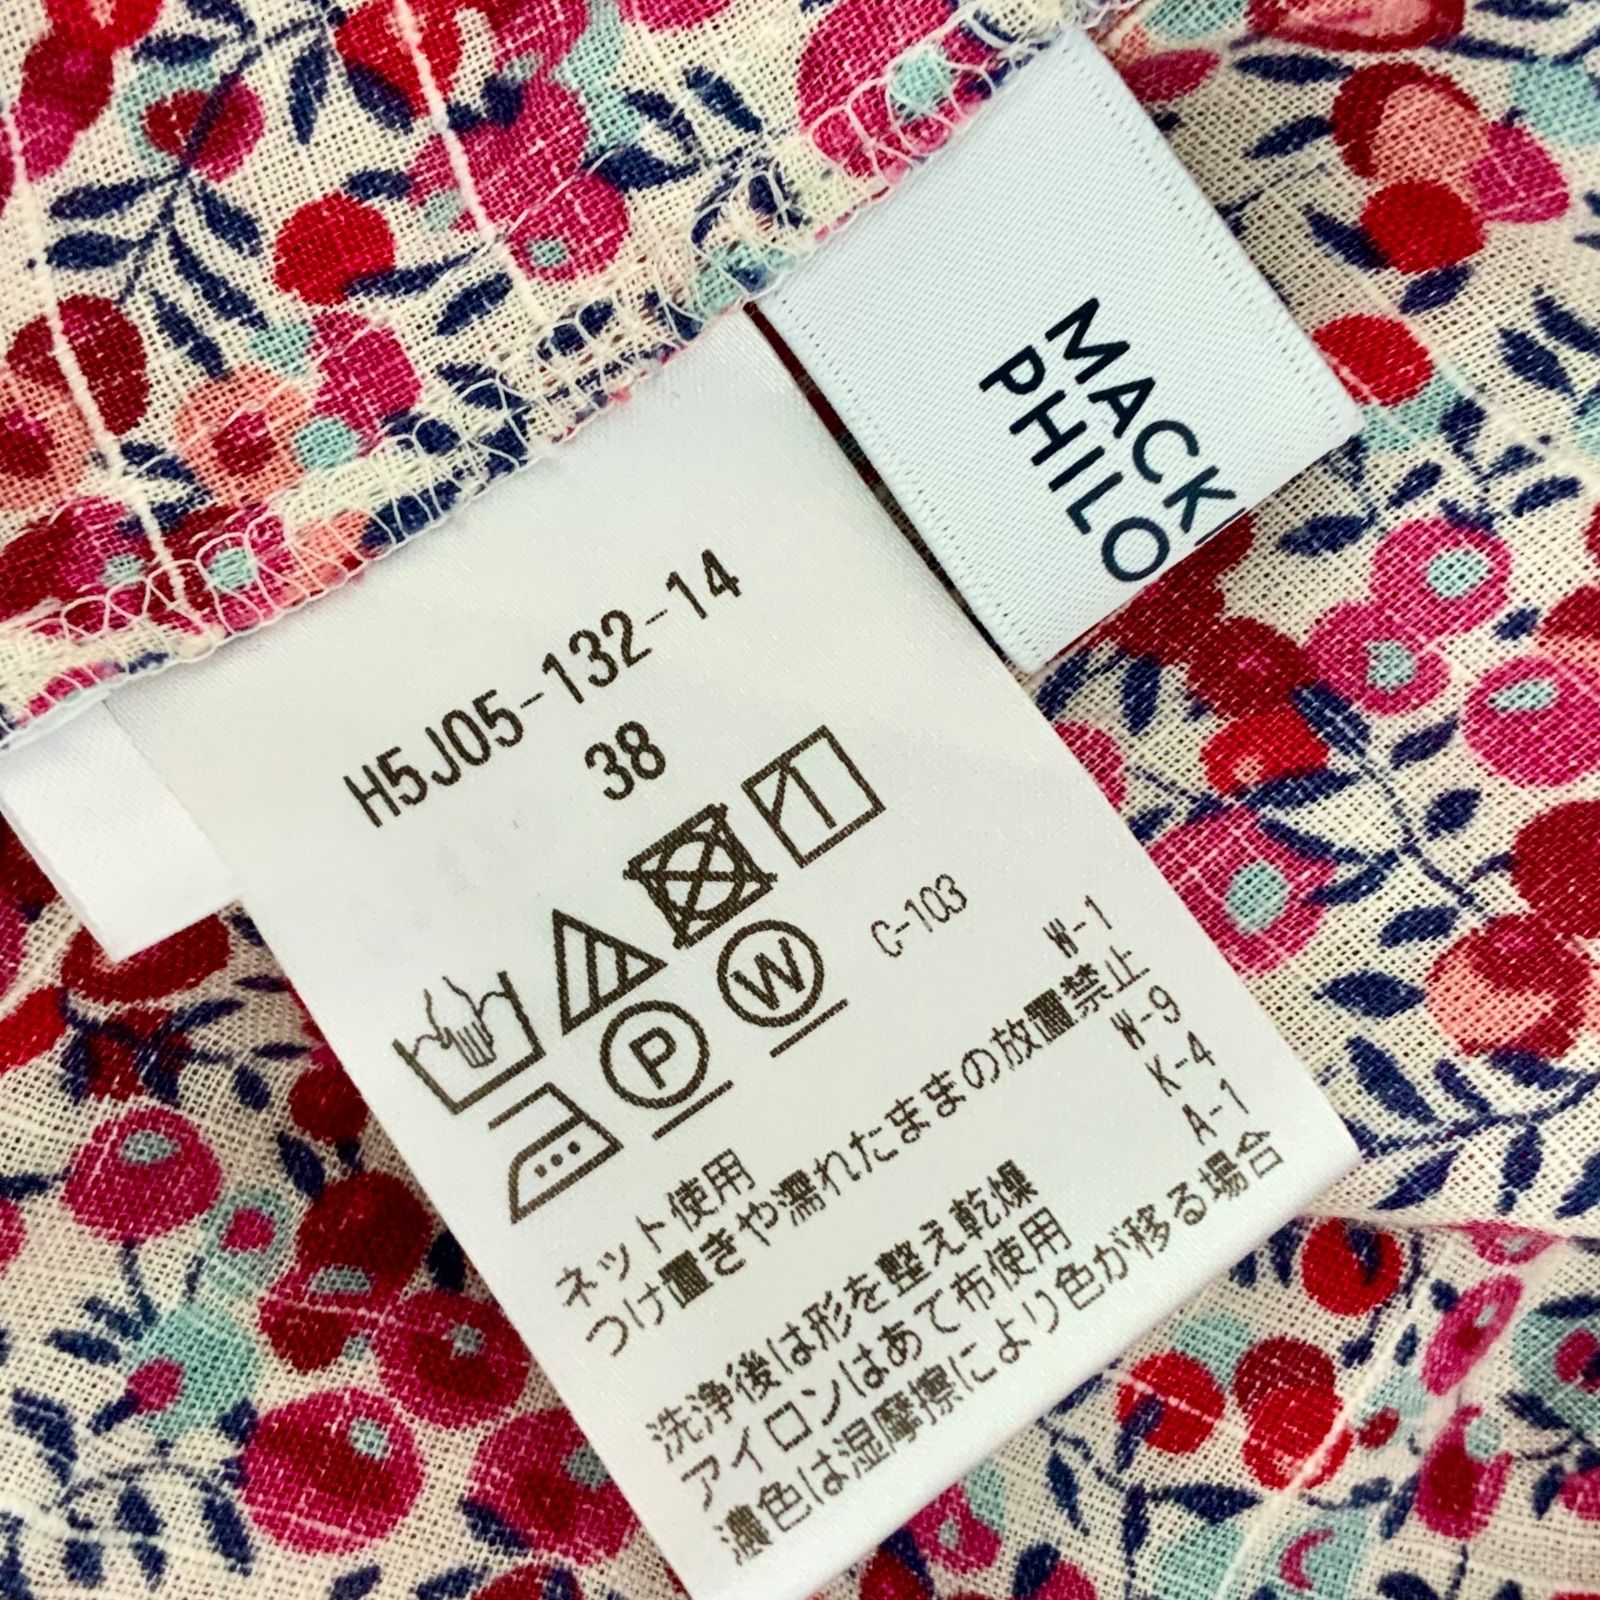 MACK
PHILO
H5J05-132-14
38
P
W
C-103
W-1
ネット使用
つけ置きや濡れたままの放置禁止
W-9
K-4
A-1
洗浄後は形を整え乾燥
アイロンはあて布使用
濃色は湿摩擦により色が移る場合